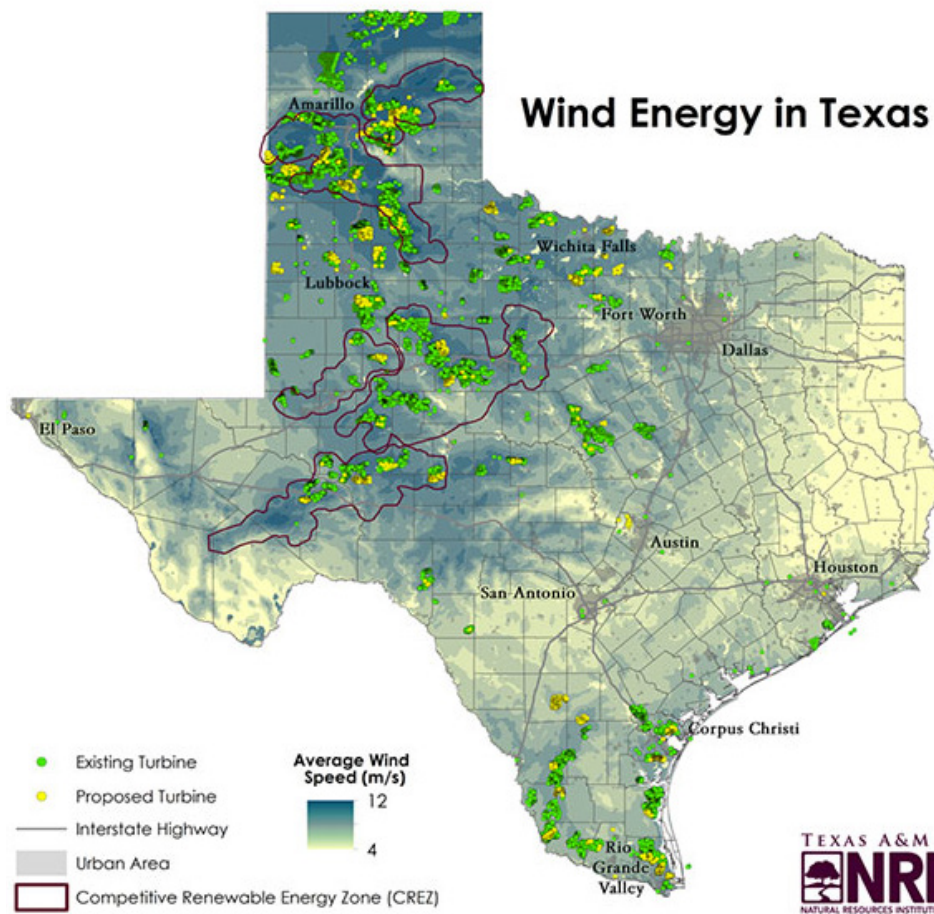 Wind Energy in Texas
Amarillo
Wichita Falls
Lubbock
Fort Worth
Dallas
El Paso
Austin
Houston
San Antonio
Corpus Christi
Rio
Grande
Valley
Existing Turbine
Proposed Turbine
Interstate Highway
Urban Area
Competitive Renewable Energy Zone (CREZ)
Average Wind
Speed (m/s)
12
4
TEXAS A&M
NRI
NATURAL RESOURCES INSTITUTE